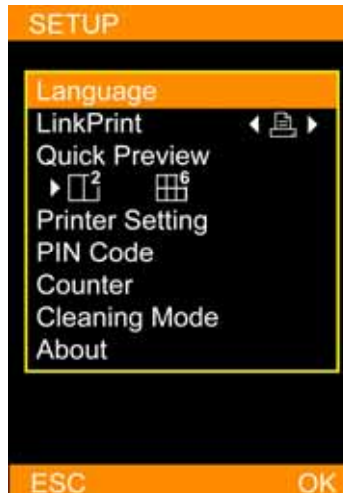 SETUP
Language
LinkPrint
Quick Preview
2 6
Printer Setting
PIN Code
Counter
Cleaning Mode
About
ESC OK